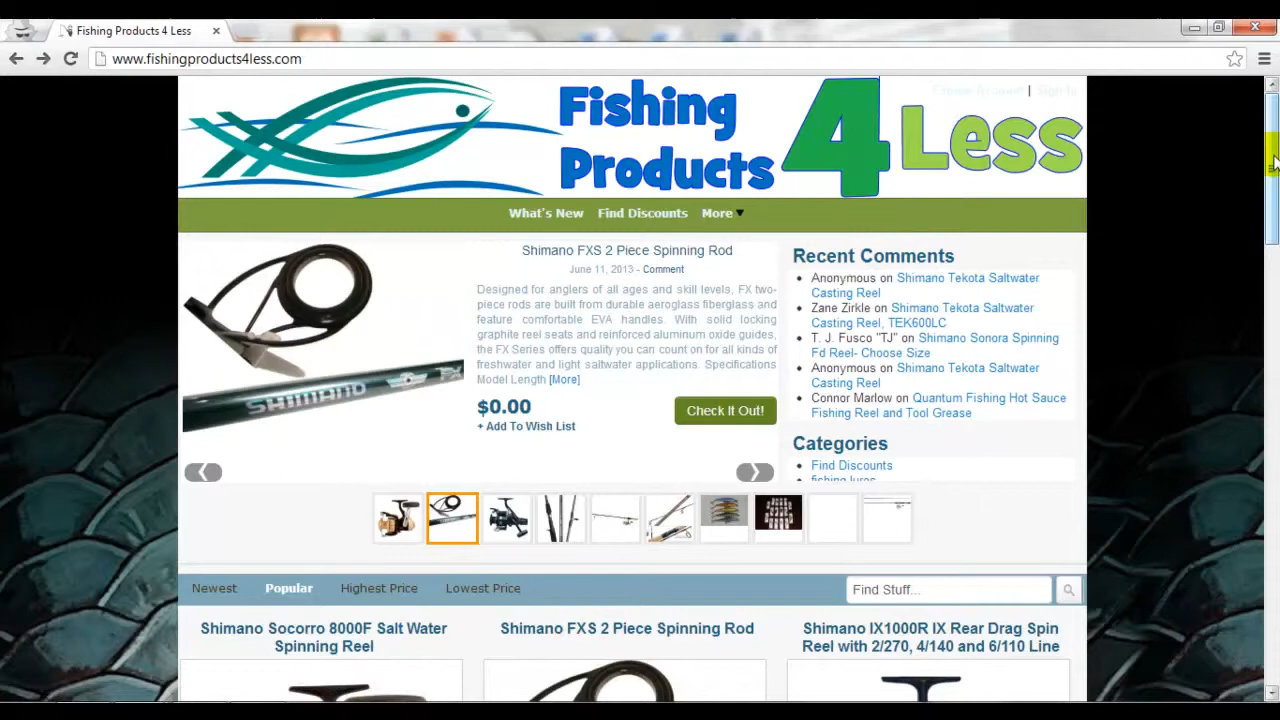 Fishing Products 4 Less
www.fishingproducts4less.com
Create Account | Sign In
Fishing
Products
4 Less
What's New Find Discounts More
Shimano FXS 2 Piece Spinning Rod
June 11, 2013 - Comment
Designed for anglers of all ages and skill levels, FX two-
piece rods are built from durable aeroglass fiberglass and
feature comfortable EVA handles. With solid locking
graphite reel seats and reinforced aluminum oxide guides,
the FX Series offers quality you can count on for all kinds of
freshwater and light saltwater applications. Specifications
Model Length [More]
$0.00
+ Add To Wish List
Check It Out!
SHIMANO FX
Recent Comments
Anonymous on Shimano Tekota Saltwater
Casting Reel
Zane Zirkle on Shimano Tekota Saltwater
Casting Reel, TEK600LC
T. J. Fusco "TJ" on Shimano Sonora Spinning
Fd Reel- Choose Size
Anonymous on Shimano Tekota Saltwater
Casting Reel
Connor Marlow on Quantum Fishing Hot Sauce
Fishing Reel and Tool Grease
Categories
Find Discounts
fishing lures
Newest Popular Highest Price Lowest Price
Find Stuff...
Shimano Socorro 8000F Salt Water
Spinning Reel
Shimano FXS 2 Piece Spinning Rod
Shimano IX1000R IX Rear Drag Spin
Reel with 2/270, 4/140 and 6/110 Line